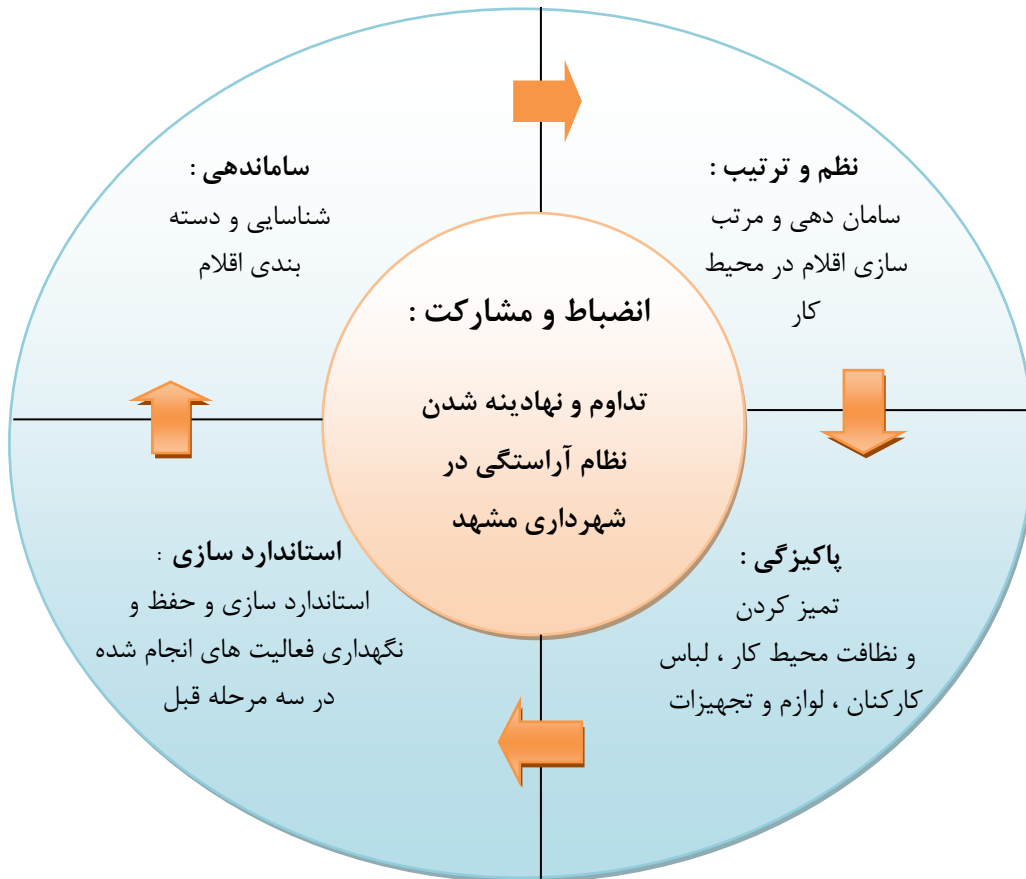 نظم و ترتیب :
سامان دهی و مرتب
سازی اقلام در محیط
کار
ساماندهی :
شناسایی و دسته
بندی اقلام
انضباط و مشارکت :
تداوم و نهادینه شدن
نظام آراستگی در
شهرداری مشهد
پاکیزگی :
تمیز کردن
و نظافت محیط کار ، لباس
کارکنان ، لوازم و تجهیزات
استاندارد سازی :
استاندارد سازی و حفظ و
نگهداری فعالیت های انجام شده
در سه مرحله قبل